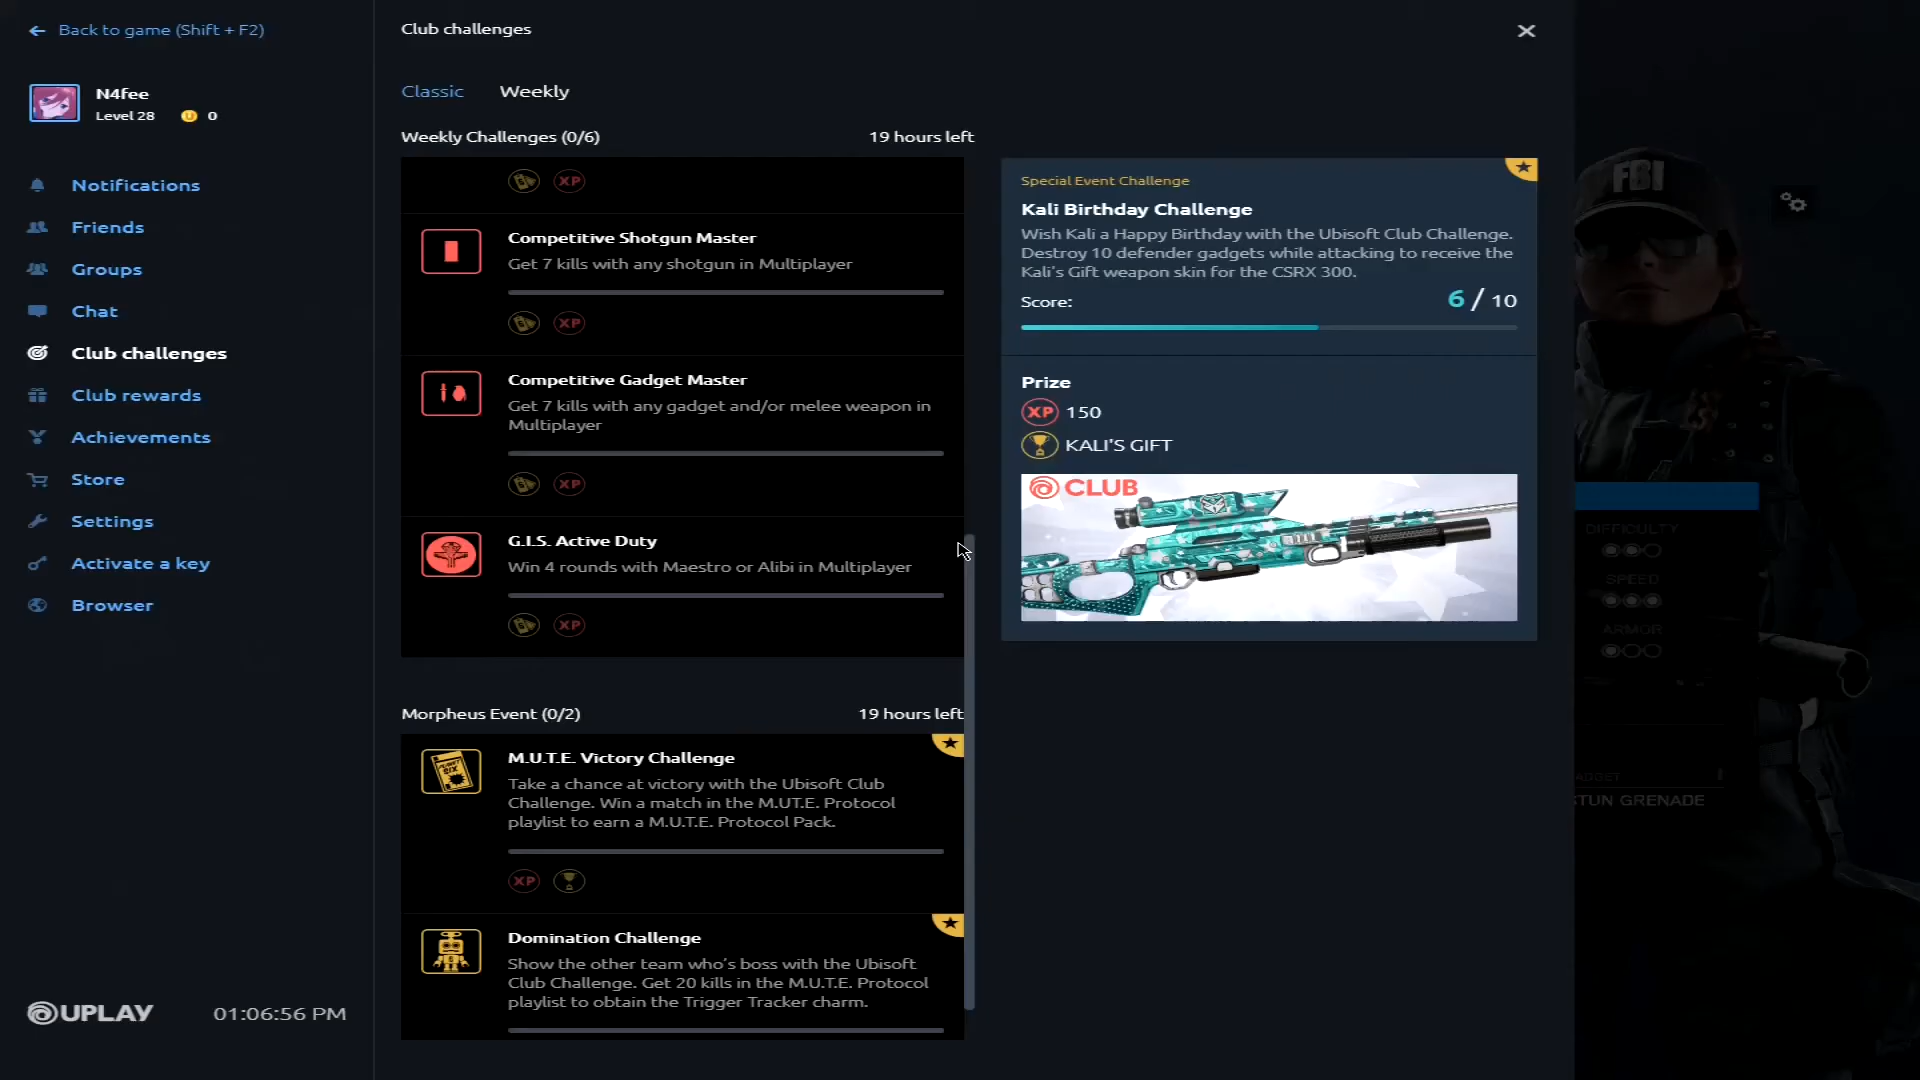 Back to game (Shift + F2)
N4fee
Level 28
0
Notifications
Friends
Groups
Chat
Club challenges
Club rewards
Achievements
Store
Settings
Activate a key
Browser
UPLAY
01:06:56 PM
Club challenges
Classic Weekly
Weekly Challenges (0/6) 19 hours left
XP
Competitive Shotgun Master
Get 7 kills with any shotgun in Multiplayer
XP
Competitive Gadget Master
Get 7 kills with any gadget and/or melee weapon in
Multiplayer
XP
G.I.S. Active Duty
Win 4 rounds with Maestro or Alibi in Multiplayer
XP
Morpheus Event (0/2) 19 hours left
M.U.T.E. Victory Challenge
Take a chance at victory with the Ubisoft Club
Challenge. Win a match in the M.U.T.E. Protocol
playlist to earn a M.U.T.E. Protocol Pack.
XP
Domination Challenge
Show the other team who's boss with the Ubisoft
Club Challenge. Get 20 kills in the M.U.T.E. Protocol
playlist to obtain the Trigger Tracker charm.
Special Event Challenge
Kali Birthday Challenge
Wish Kali a Happy Birthday with the Ubisoft Club Challenge.
Destroy 10 defender gadgets while attacking to receive the
Kali's Gift weapon skin for the CSRX 300.
Score: 6 / 10
Prize
XP 150
KALI'S GIFT
CLUB
FBI
DIFFICULTY
SPEED
ARMOR
STUN GRENADE